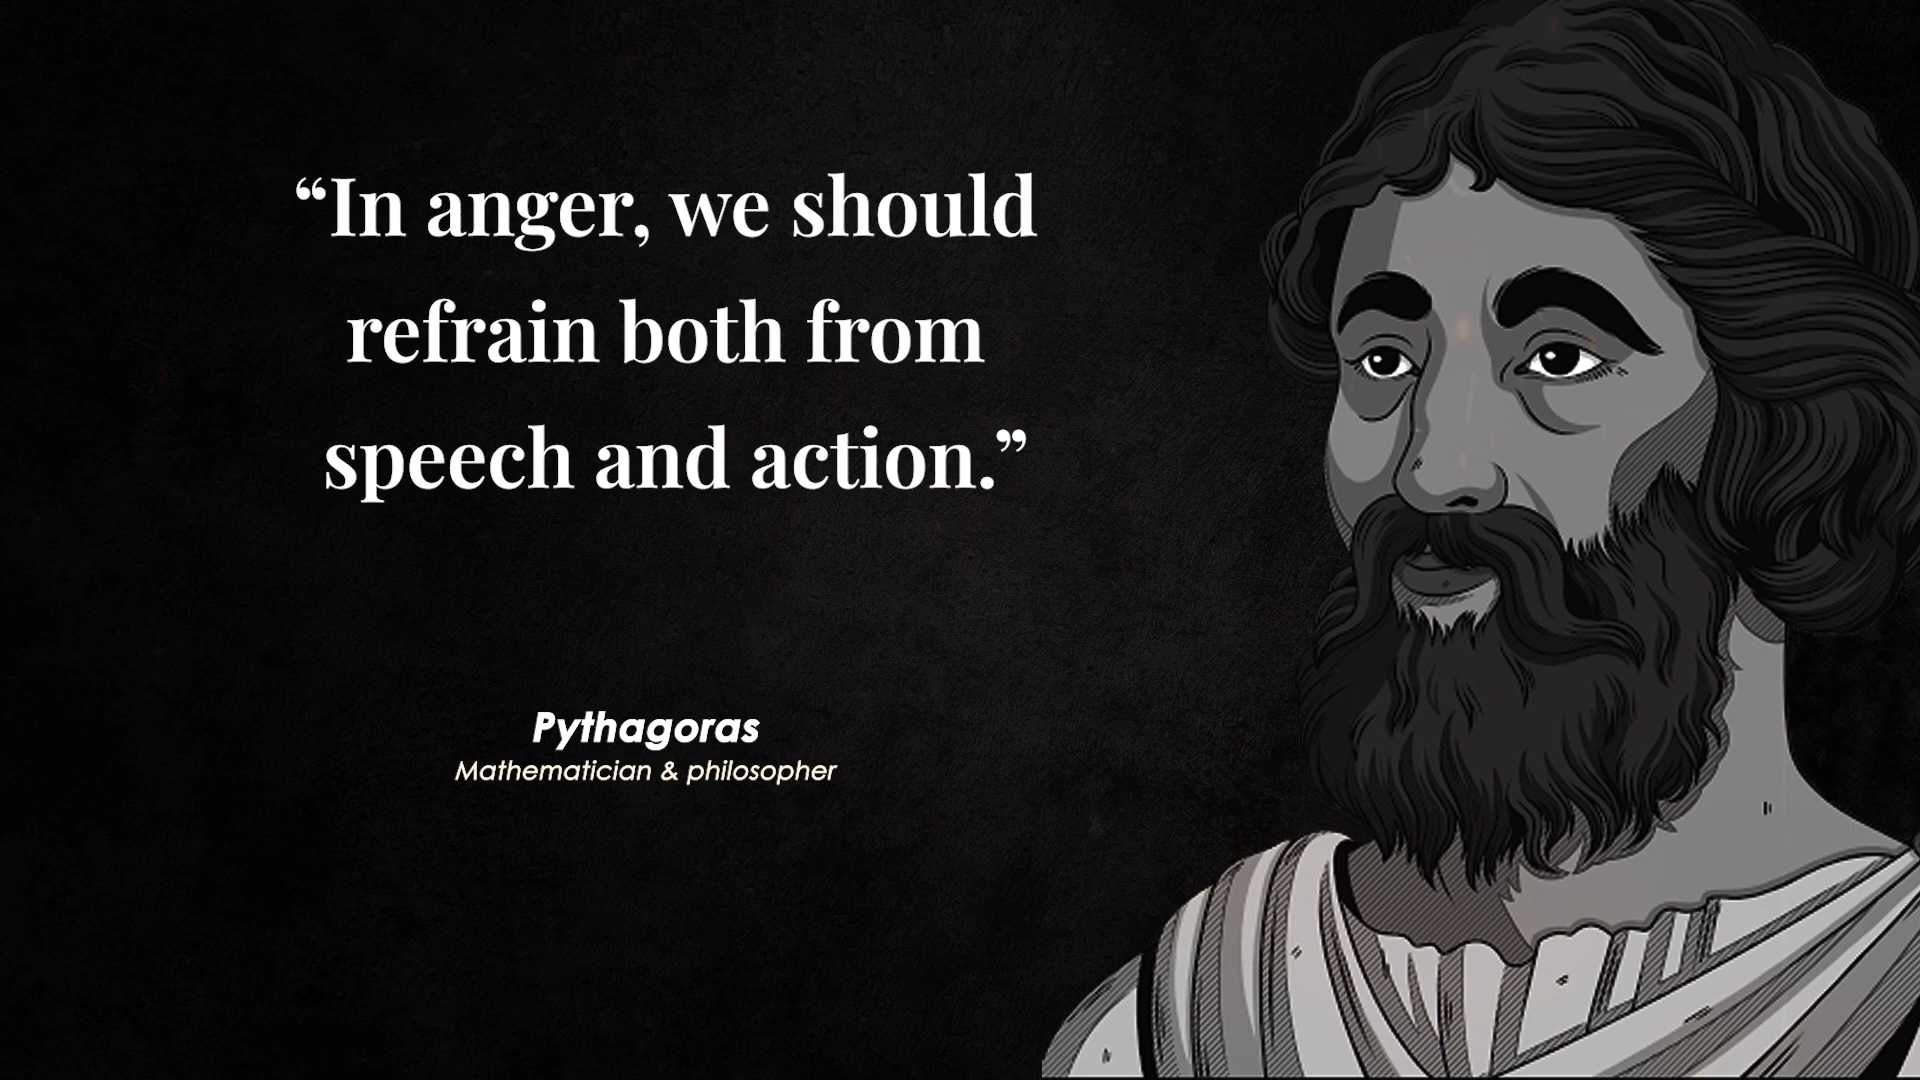 “In anger, we should
refrain both from
speech and action.”
Pythagoras
Mathematician & philosopher